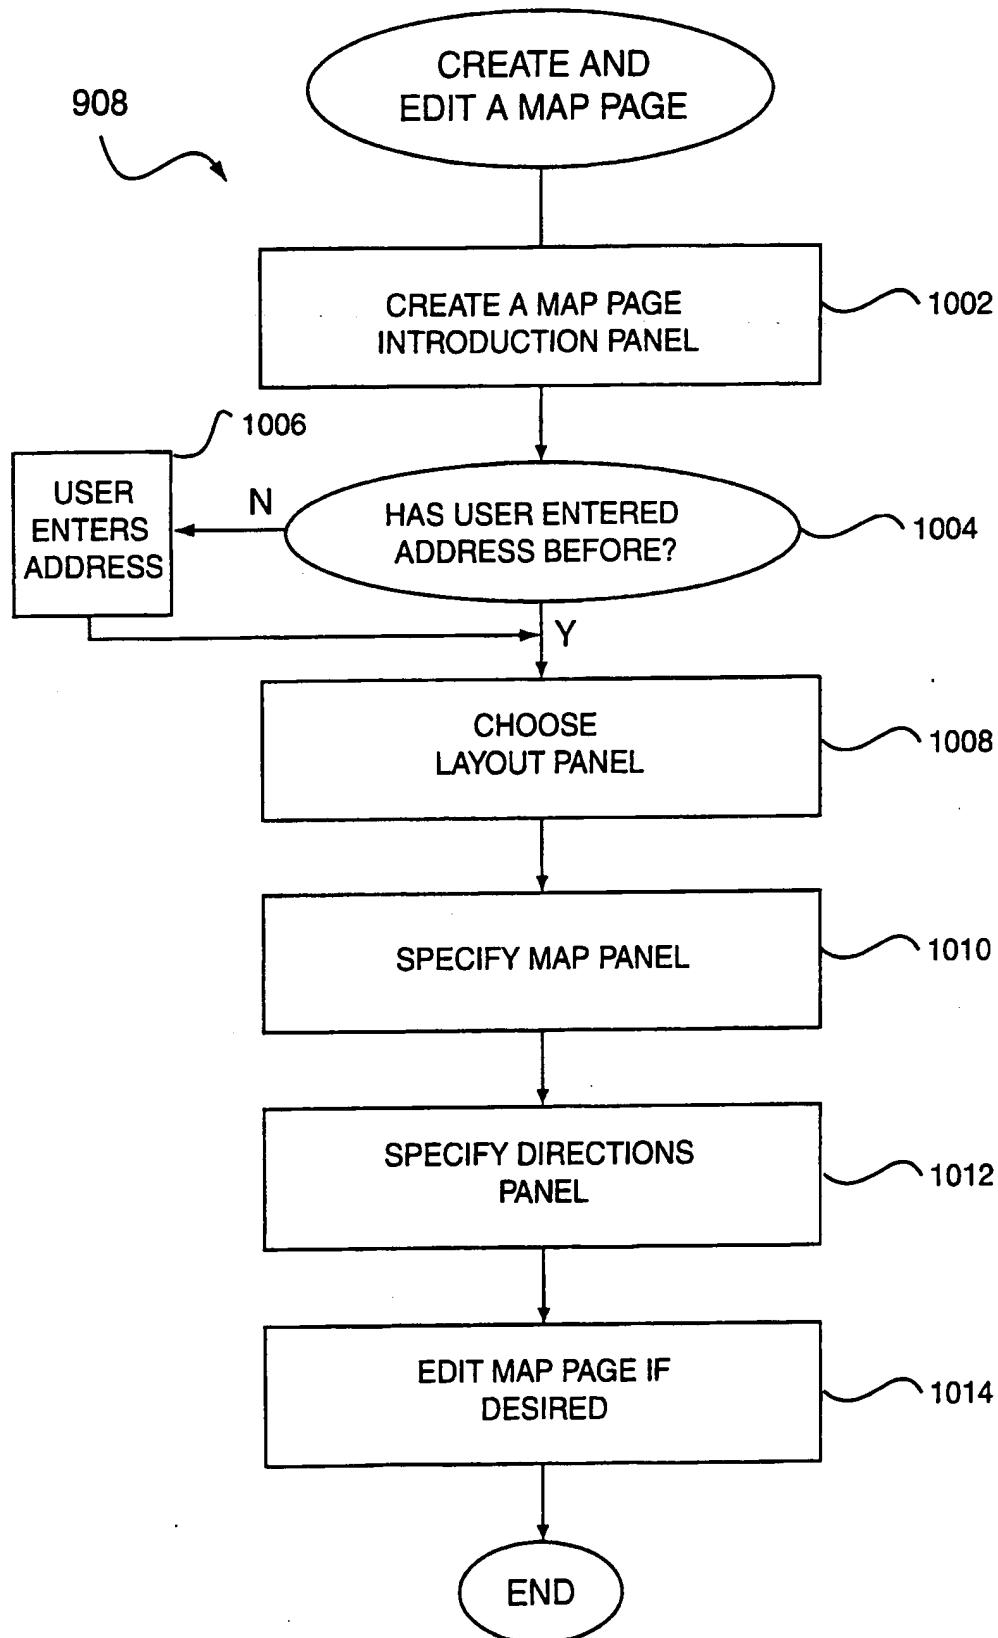 CREATE AND
EDIT A MAP PAGE
908
CREATE A MAP PAGE
INTRODUCTION PANEL
1002
1006
USER
ENTERS
ADDRESS
N
HAS USER ENTERED
ADDRESS BEFORE?
1004
Y
CHOOSE
LAYOUT PANEL
1008
SPECIFY MAP PANEL
1010
SPECIFY DIRECTIONS
PANEL
1012
EDIT MAP PAGE IF
DESIRED
1014
END